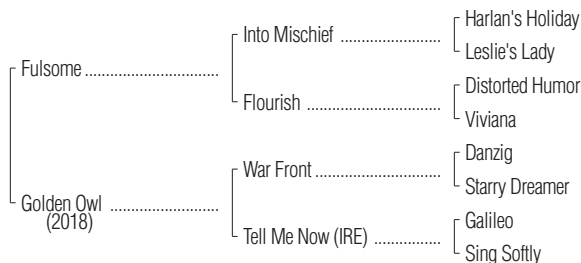 Harlan's Holiday
Into Mischief ........................
Leslie's Lady
Fulsome ................................
Distorted Humor
Flourish ................................
Viviana
Danzig
War Front ..............................
Starry Dreamer
Golden Owl ..........................
(2018)
Galileo
Tell Me Now (IRE) ................
Sing Softly